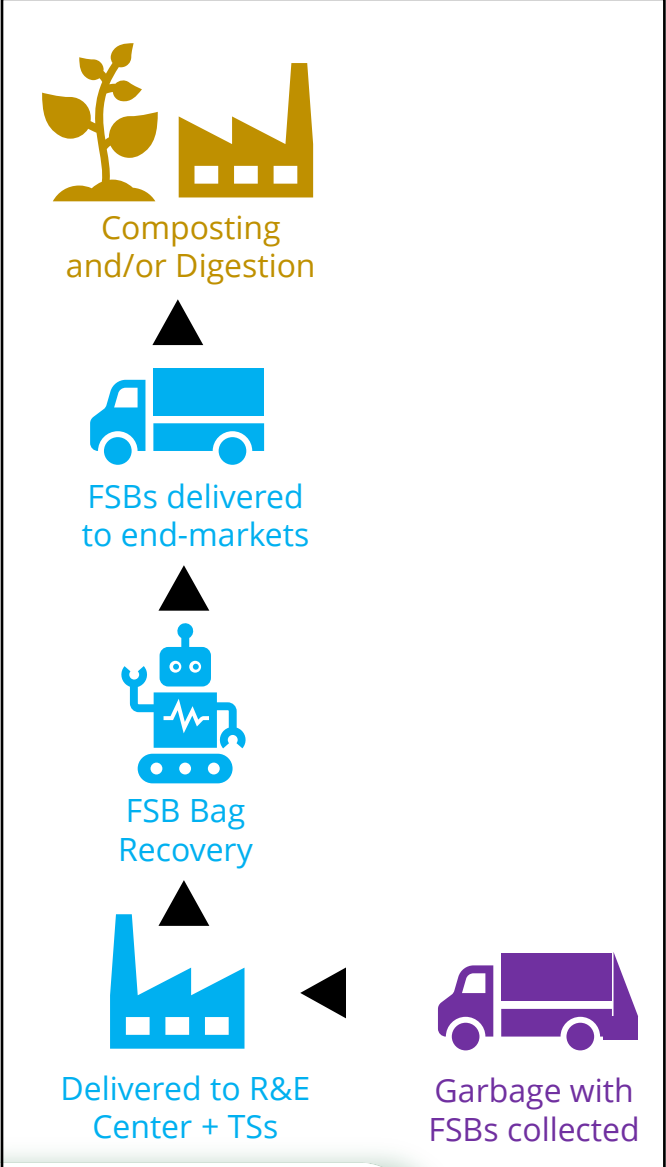 Composting
and/or Digestion
FSBs delivered
to end-markets
FSB Bag
Recovery
Delivered to R&E
Center + TSs
Garbage with
FSBs collected